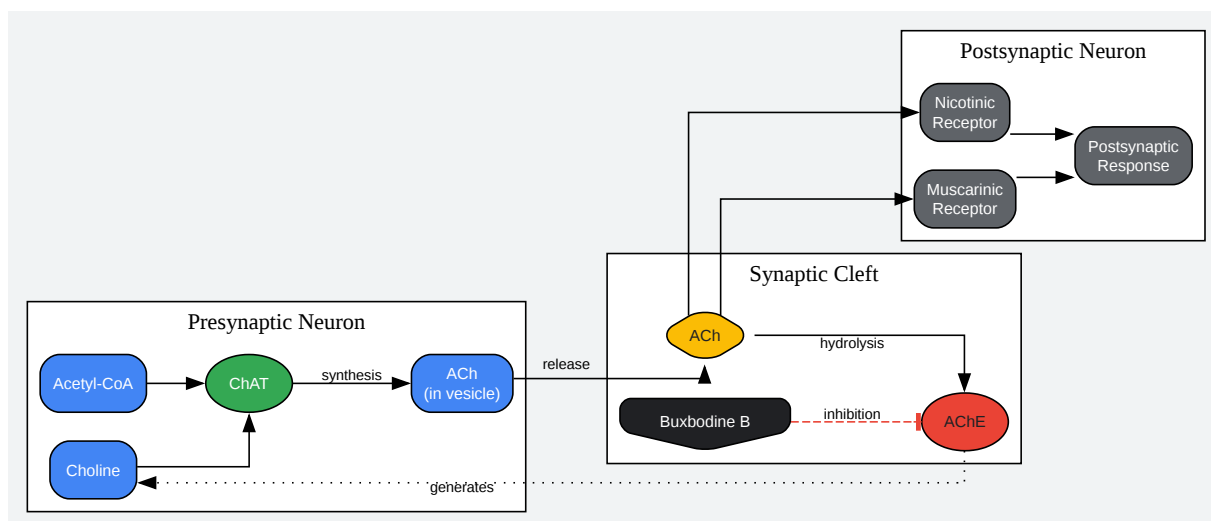 Postsynaptic Neuron
Nicotinic
Receptor
Postsynaptic
Response
Muscarinic
Receptor
Synaptic Cleft
Presynaptic Neuron
ACh
hydrolysis
Acetyl-CoA
ChAT
synthesis
ACh
(in vesicle)
release
Buxbodine B
inhibition
AChE
Choline
generates